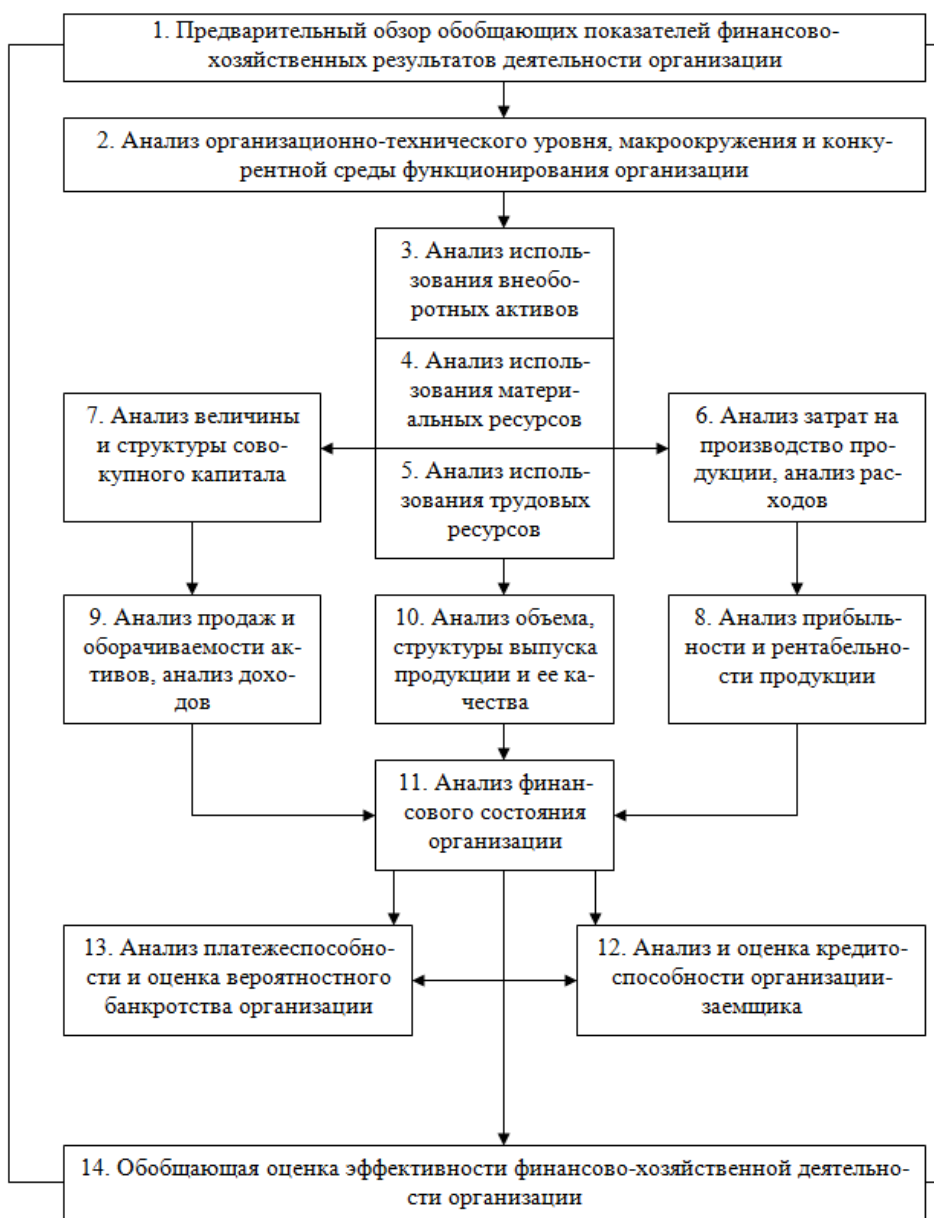 1. Предварительный обзор обобщающих показателей финансово-
хозяйственных результатов деятельности организации
2. Анализ организационно-технического уровня, макроокружения и конку-
рентной среды функционирования организации
3. Анализ исполь-
зования внеобо-
ротных активов
4. Анализ исполь-
зования матери-
альных ресурсов
5. Анализ исполь-
зования трудовых
ресурсов
7. Анализ величины
и структуры сово-
купного капитала
6. Анализ затрат на
производство про-
дукции, анализ рас-
ходов
9. Анализ продаж и
оборачиваемости ак-
тивов, анализ дохо-
дов
10. Анализ объема,
структуры выпуска
продукции и ее ка-
чества
8. Анализ прибыль-
ности и рентабельно-
сти продукции
11. Анализ финан-
сового состояния
организации
13. Анализ платежеспособно-
сти и оценка вероятностного
банкротства организации
12. Анализ и оценка кредито-
способности организации-
заемщика
14. Обобщающая оценка эффективности финансово-хозяйственной деятельно-
сти организации